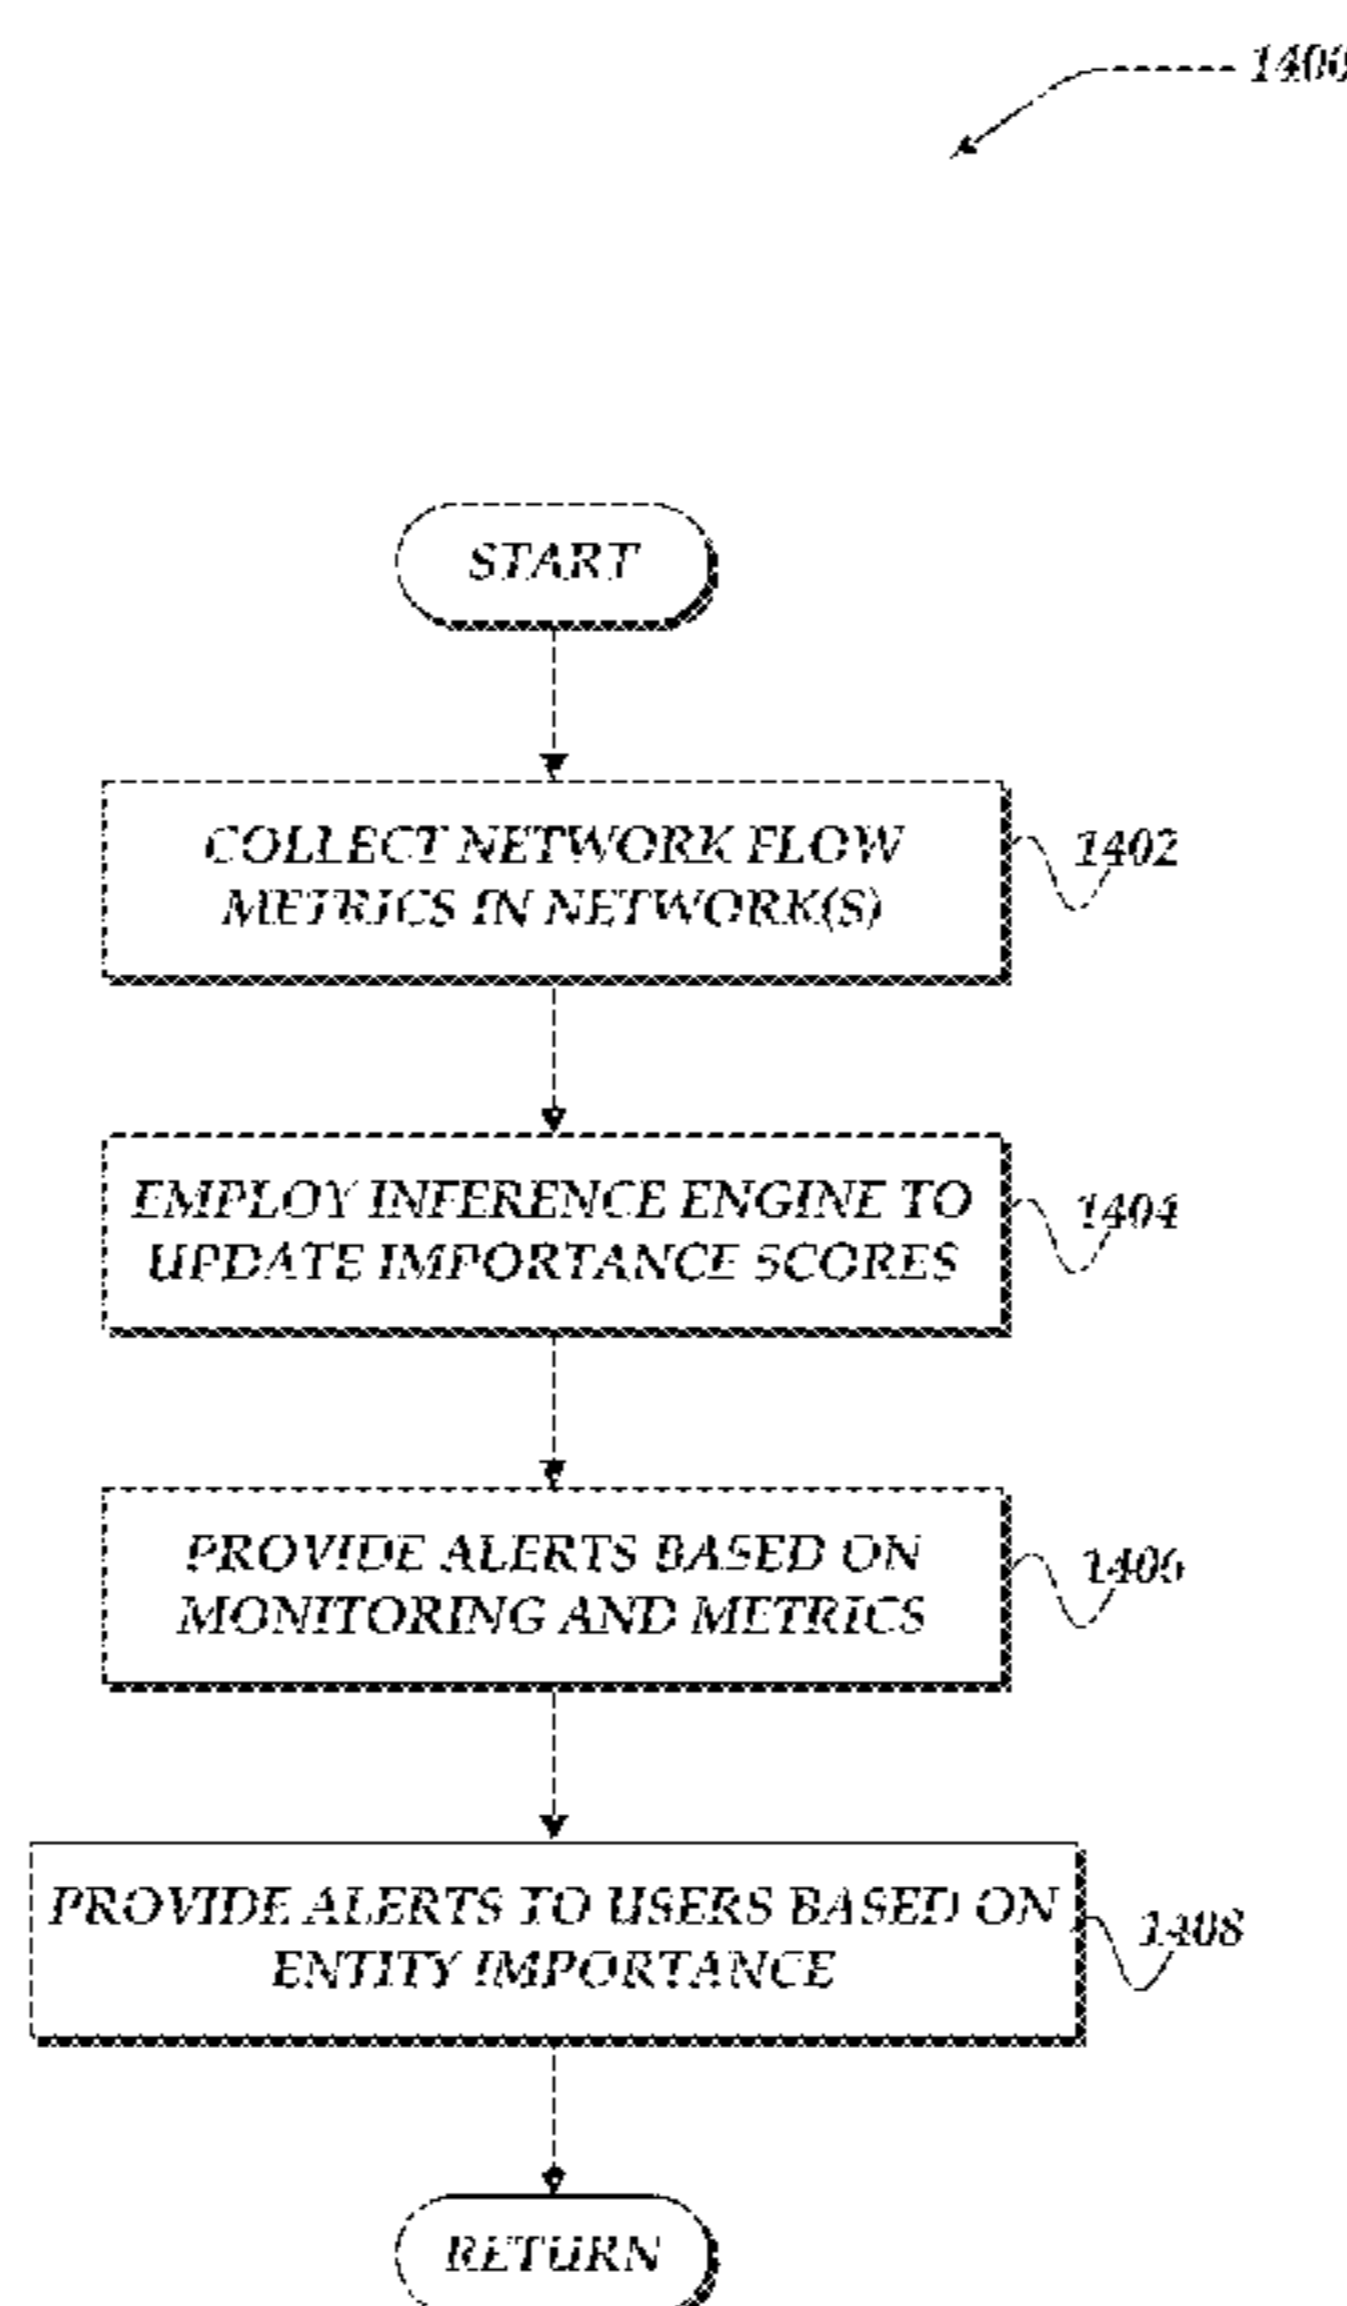 1400
START
COLLECT NETWORK FLOW
METRICS IN NETWORK(S)
1402
EMPLOY INFERENCE ENGINE TO
UPDATE IMPORTANCE SCORES
1404
PROVIDE ALERTS BASED ON
MONITORING AND METRICS
1406
PROVIDE ALERTS TO USERS BASED ON
ENTITY IMPORTANCE
1408
RETURN